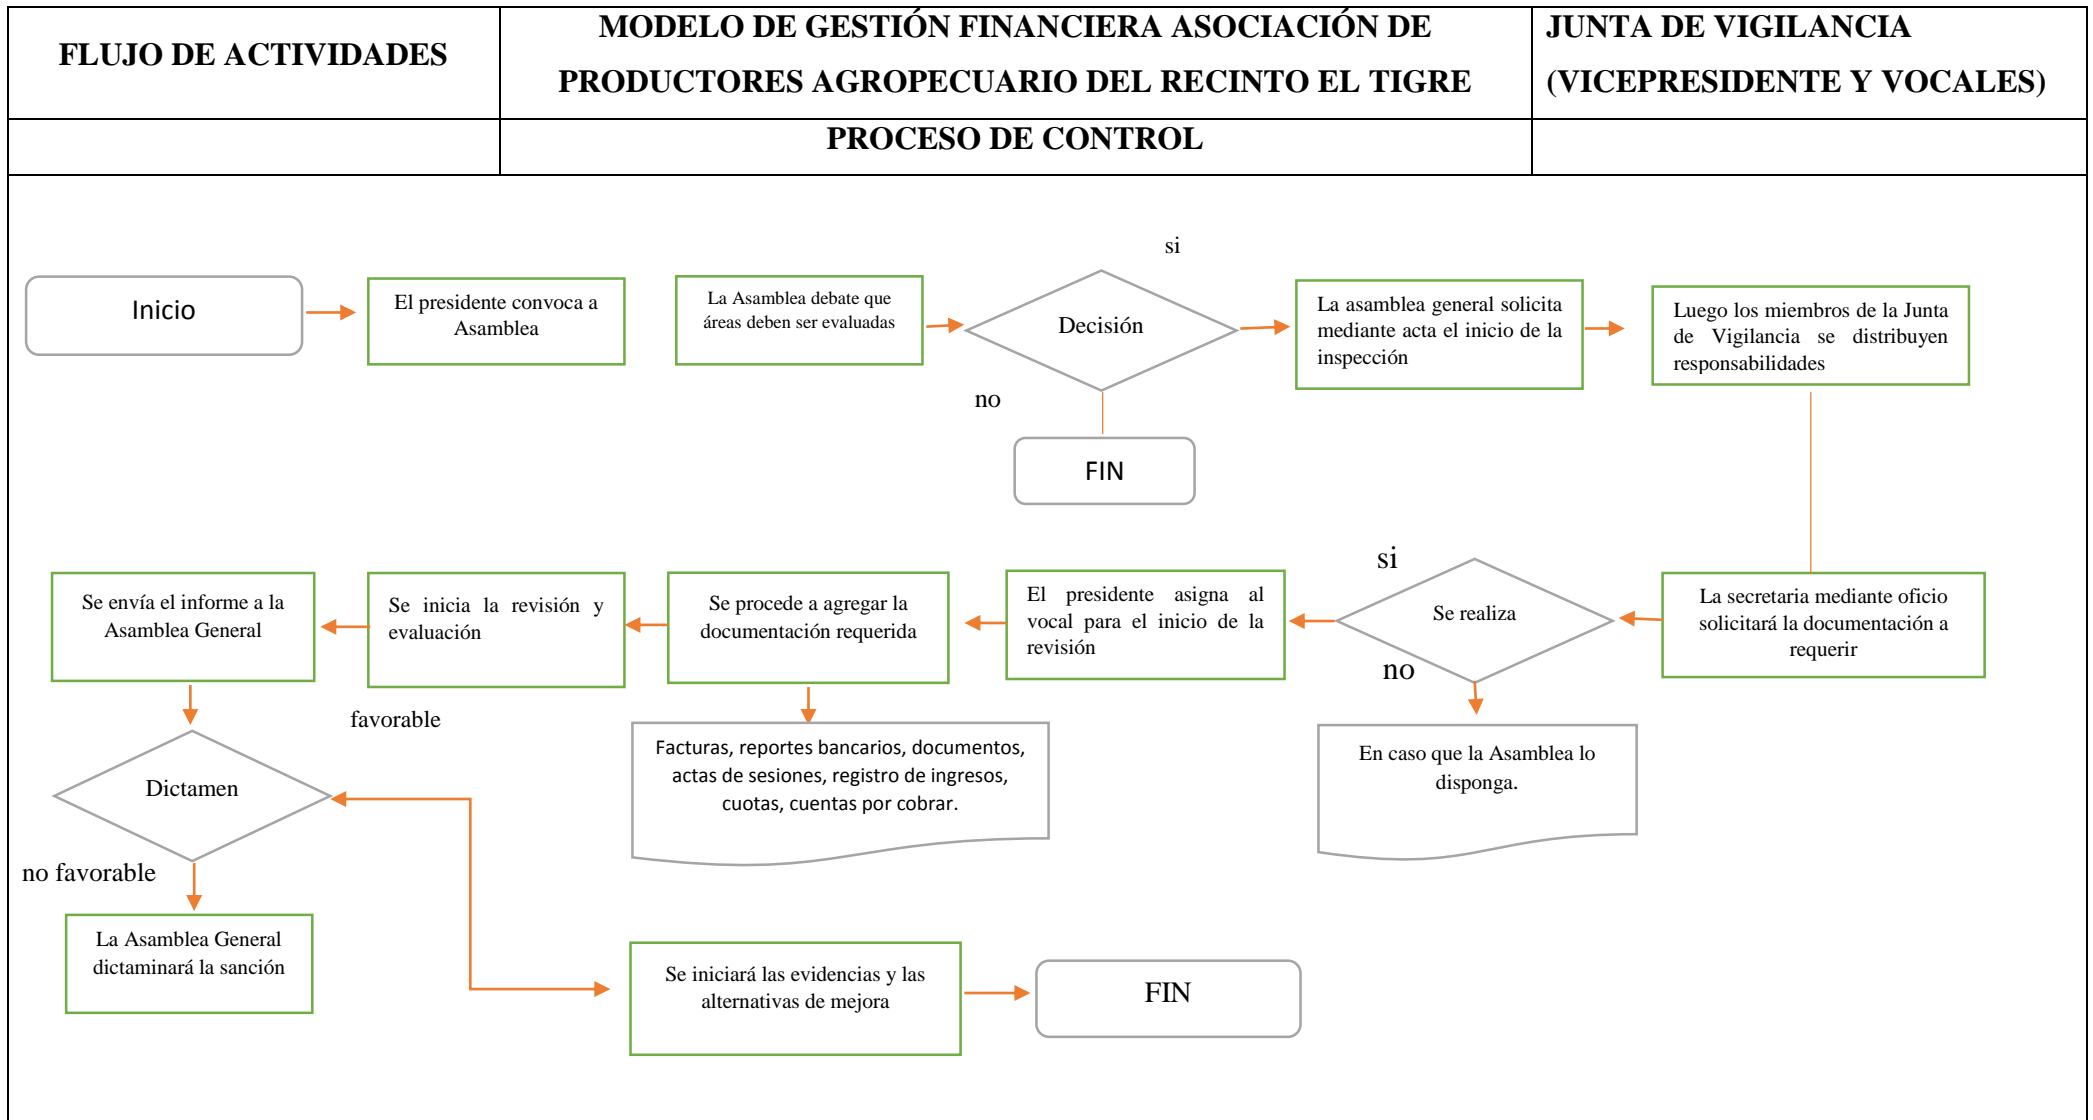 FLUJO DE ACTIVIDADES
MODELO DE GESTIÓN FINANCIERA ASOCIACIÓN DE
PRODUCTORES AGROPECUARIO DEL RECINTO EL TIGRE
JUNTA DE VIGILANCIA
(VICEPRESIDENTE Y VOCALES)
PROCESO DE CONTROL
Inicio
El presidente convoca a
Asamblea
La Asamblea debate que
áreas deben ser evaluadas
Decisión
si
no
FIN
La asamblea general solicita
mediante acta el inicio de la
inspección
Luego los miembros de la Junta
de Vigilancia se distribuyen
responsabilidades
La secretaria mediante oficio
solicitará la documentación a
requerir
Se realiza
si
no
En caso que la Asamblea lo
disponga.
El presidente asigna al
vocal para el inicio de la
revisión
Se procede a agregar la
documentación requerida
Facturas, reportes bancarios, documentos,
actas de sesiones, registro de ingresos,
cuotas, cuentas por cobrar.
Se inicia la revisión y
evaluación
Se envía el informe a la
Asamblea General
Dictamen
favorable
no favorable
La Asamblea General
dictaminará la sanción
Se iniciará las evidencias y las
alternativas de mejora
FIN